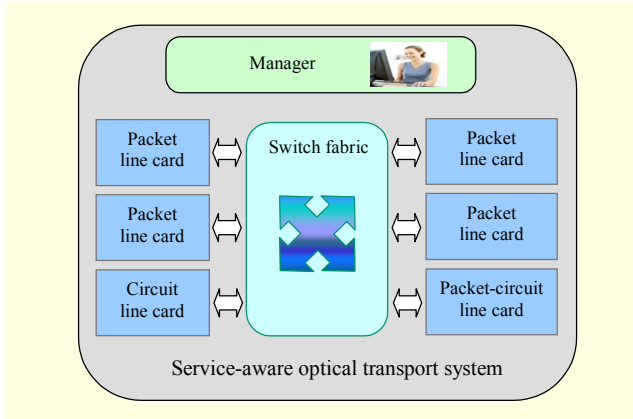 Manager
Packet
line card
Switch fabric
Packet
line card
Packet
line card
Packet
line card
Circuit
line card
Packet-circuit
line card
Service-aware optical transport system